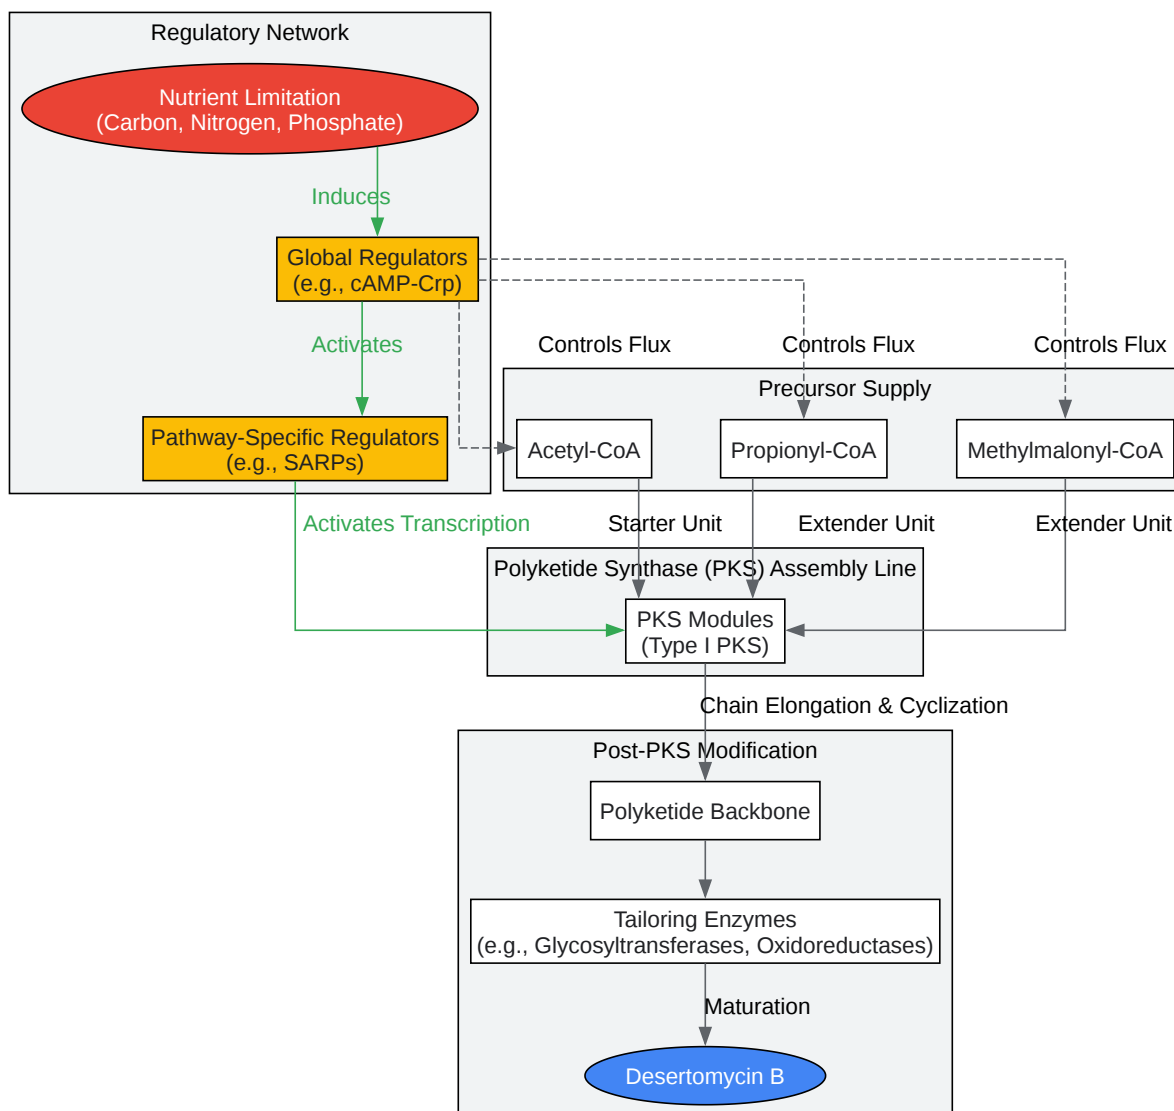 Regulatory Network
Nutrient Limitation
(Carbon, Nitrogen, Phosphate)
Induces
Global Regulators
(e.g., cAMP-Crp)
Activates
Controls Flux
Controls Flux
Controls Flux
Precursor Supply
Pathway-Specific Regulators
(e.g., SARPs)
Acetyl-CoA
Propionyl-CoA
Methylmalonyl-CoA
Activates Transcription
Starter Unit
Extender Unit
Extender Unit
Polyketide Synthase (PKS) Assembly Line
PKS Modules
(Type I PKS)
Chain Elongation & Cyclization
Post-PKS Modification
Polyketide Backbone
Tailoring Enzymes
(e.g., Glycosyltransferases, Oxidoreductases)
Maturation
Desertomycin B